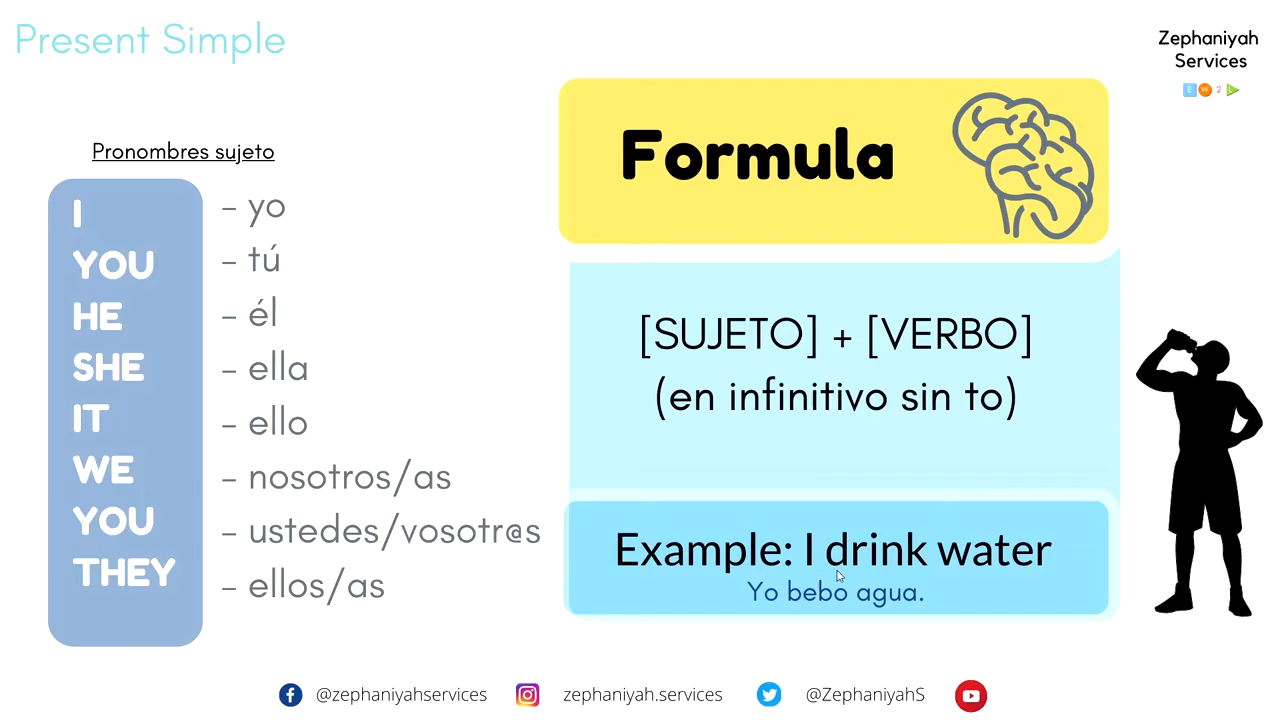 Present Simple
Zephaniyah
Services
E W 2
Pronombres sujeto
I
YOU
HE
SHE
IT
WE
YOU
THEY
- yo
- tú
- él
- ella
- ello
- nosotros/as
- ustedes/vosotr@s
- ellos/as
Formula
[SUJETO] + [VERBO]
(en infinitivo sin to)
Example: I drink water
Yo bebo agua.
@zephaniyahservices
zephaniyah.services
@ZephaniyahS